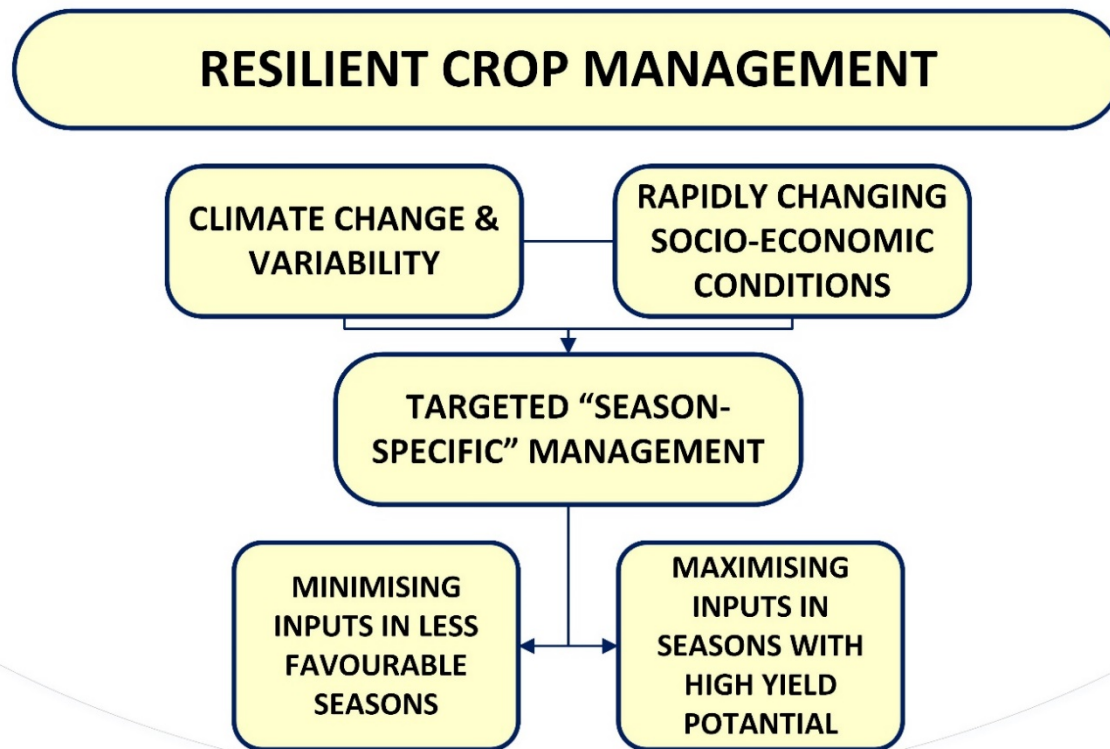 RESILIENT CROP MANAGEMENT
CLIMATE CHANGE &
VARIABILITY
RAPIDLY CHANGING
SOCIO-ECONOMIC
CONDITIONS
TARGETED “SEASON-
SPECIFIC” MANAGEMENT
MINIMISING
INPUTS IN LESS
FAVOURABLE
SEASONS
MAXIMISING
INPUTS IN
SEASONS WITH
HIGH YIELD
POTENTIAL